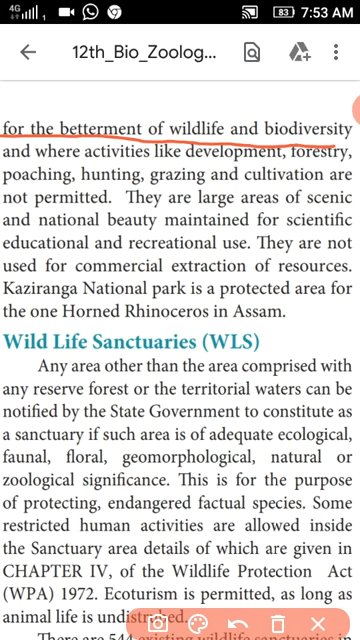 4G
83
7:53 AM
12th_Bio_Zoolog...
for the betterment of wildlife and biodiversity
and where activities like development, forestry,
poaching, hunting, grazing and cultivation are
not permitted. They are large areas of scenic
and national beauty maintained for scientific
educational and recreational use. They are not
used for commercial extraction of resources.
Kaziranga National park is a protected area for
the one Horned Rhinoceros in Assam.
Wild Life Sanctuaries (WLS)
Any area other than the area comprised with
any reserve forest or the territorial waters can be
notified by the State Government to constitute as
a sanctuary if such area is of adequate ecological,
faunal, floral, geomorphological, natural or
zoological significance. This is for the purpose
of protecting, endangered factual species. Some
restricted human activities are allowed inside
the Sanctuary area details of which are given in
CHAPTER IV, of the Wildlife Protection Act
(WPA) 1972. Ecoturism is permitted, as long as
animal life is undistrubed.
There are 544 existing wildlife sanctuaries in